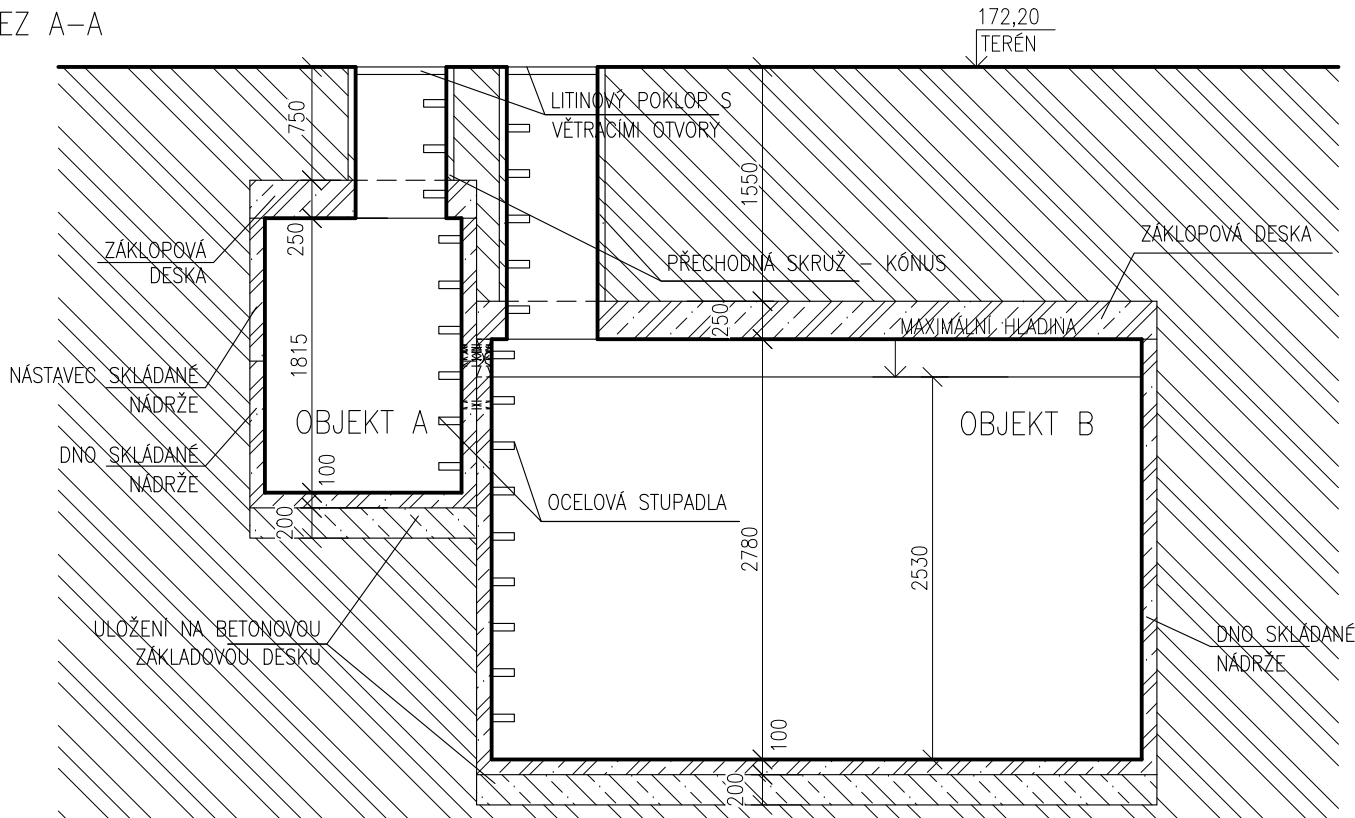 EZ A-A
172,20
TERÉN
LITINOVÝ POKLOP S
VĚTRACÍMI OTVORY
750
1550
ZÁKLOPOVÁ
DESKA
250
PŘECHODNÁ SKRUŽ - KÓNUS
ZÁKLOPOVÁ DESKA
250
MAXIMÁLNÍ HLADINA
1815
NÁSTAVEC SKLÁDANÉ
NÁDRŽE
OBJEKT A
OBJEKT B
DNO SKLÁDANÉ
NÁDRŽE
100
200
OCELOVÁ STUPADLA
2780
2530
ULOŽENÍ NA BETONOVOU
ZÁKLADOVOU DESKU
DNO SKLÁDANÉ
NÁDRŽE
100
200